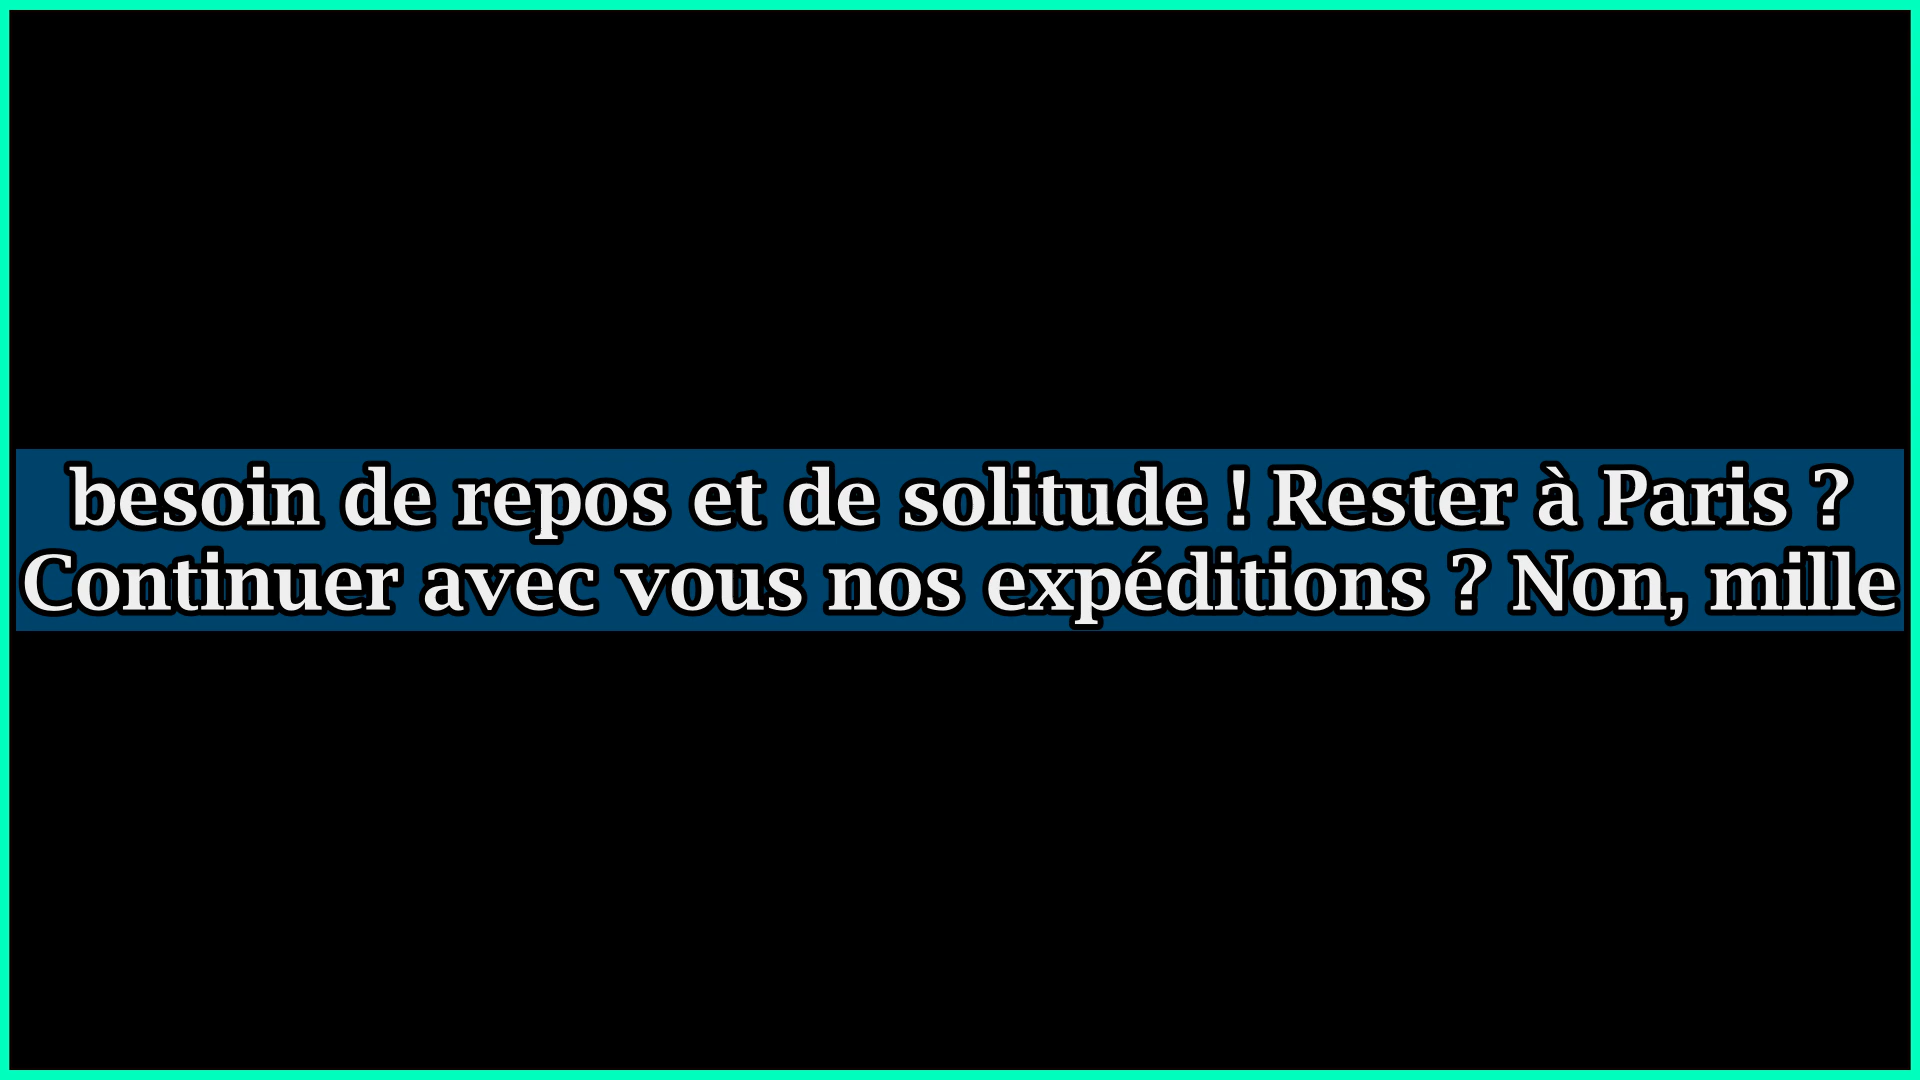 besoin de repos et de solitude ! Rester à Paris ?
Continuer avec vous nos expéditions ? Non, mille